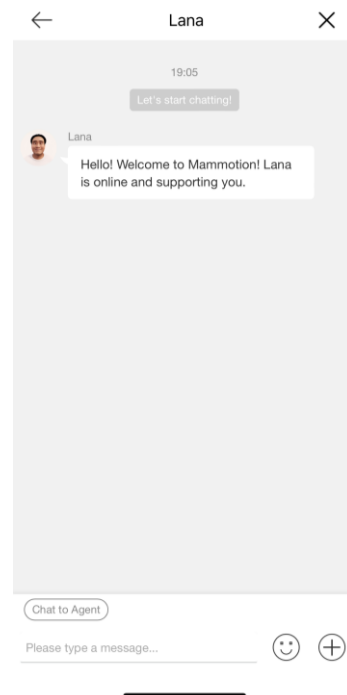 Lana
19:05
Let's start chatting!
Lana
Hello! Welcome to Mammotion! Lana
is online and supporting you.
Chat to Agent
Please type a message...